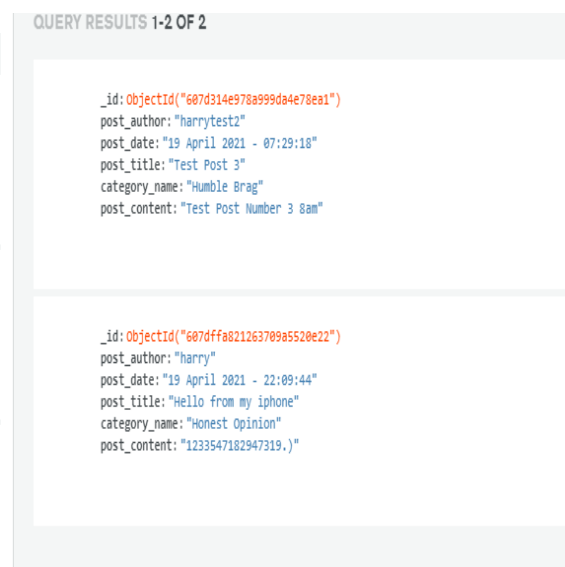 QUERY RESULTS 1-2 OF 2
_id: ObjectId("607d314e978a999da4e78ea1")
post_author: "harrytest2"
post_date: "19 April 2021 - 07:29:18"
post_title: "Test Post 3"
category_name: "Humble Brag"
post_content: "Test Post Number 3 8am"
_id: ObjectId("607dffa821263709a5520e22")
post_author: "harry"
post_date: "19 April 2021 - 22:09:44"
post_title: "Hello from my iphone"
category_name: "Honest Opinion"
post_content: "1233547182947319.)"